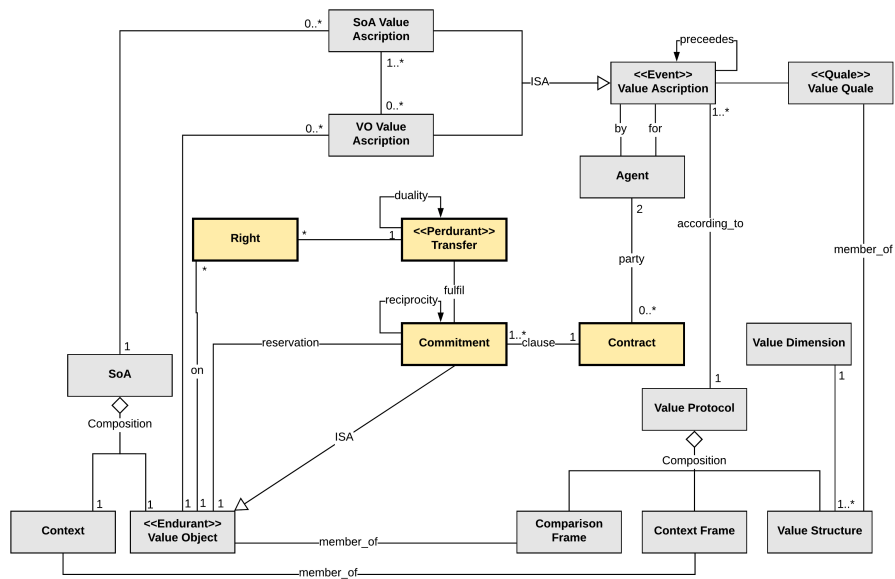 SoA Value
Ascription
0..*
1..*
0..*
VO Value
Ascription
0..*
ISA
preceedes
<<Event>>
Value Ascription
<<Quale>>
Value Quale
1..*
by
for
Agent
2
party
0..*
according_to
member_of
duality
Right
*
1
<<Perdurant>>
Transfer
*
fulfil
reciprocity
reservation
Commitment
1..*
clause
1
Contract
Value Dimension
1
1
SoA
on
1
Value Protocol
Composition
ISA
Composition
1
1
1
1
1
1..*
Context
<<Endurant>>
Value Object
member_of
Comparison
Frame
Context Frame
Value Structure
member_of